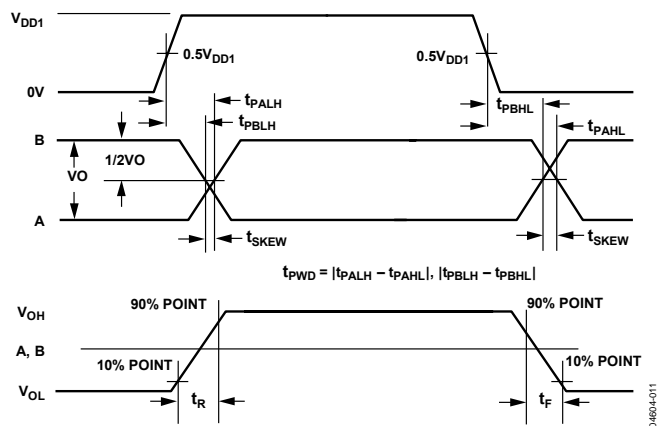 VDD1
0.5VDD1
0.5VDD1
0V
tPALH
tPBHL
tPBLH
tPAHL
B
1/2VO
VO
A
tSKEW
tSKEW
tPWD = |tPALH – tPAHL|, |tPBLH – tPBHL|
90% POINT
90% POINT
VOH
A, B
10% POINT
10% POINT
VOL
tR
tF
04604-011